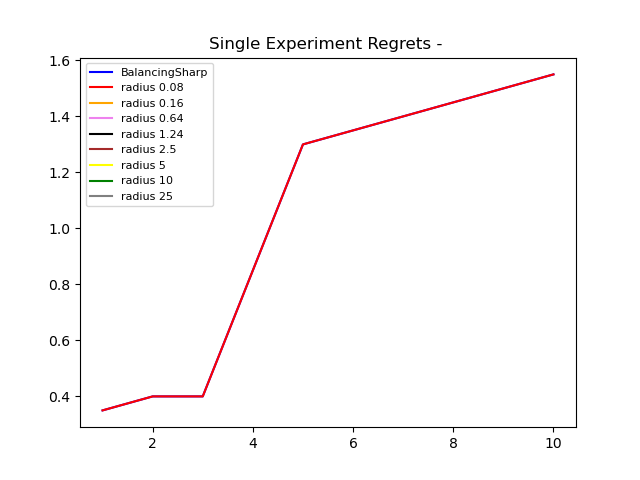 Single Experiment Regrets -
1.6
1.4
1.2
1.0
0.8
0.6
0.4
BalancingSharp
radius 0.08
radius 0.16
radius 0.64
radius 1.24
radius 2.5
radius 5
radius 10
radius 25
2 4 6 8 10